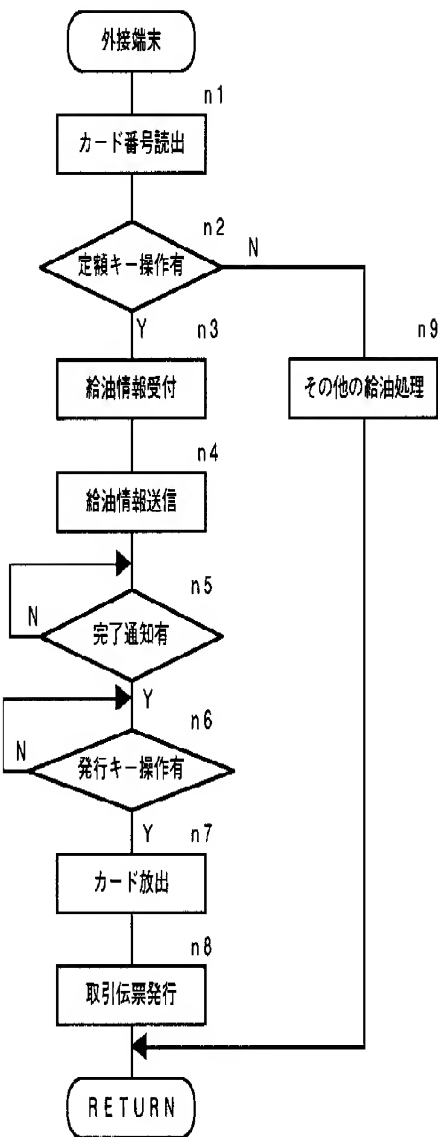 外接端末
n1
カード番号読出
n2
定額キー操作有
N
Y
n3
給油情報受付
n9
その他の給油処理
n4
給油情報送信
n5
完了通知有
N
Y
n6
発行キー操作有
N
Y
n7
カード放出
n8
取引伝票発行
RETURN